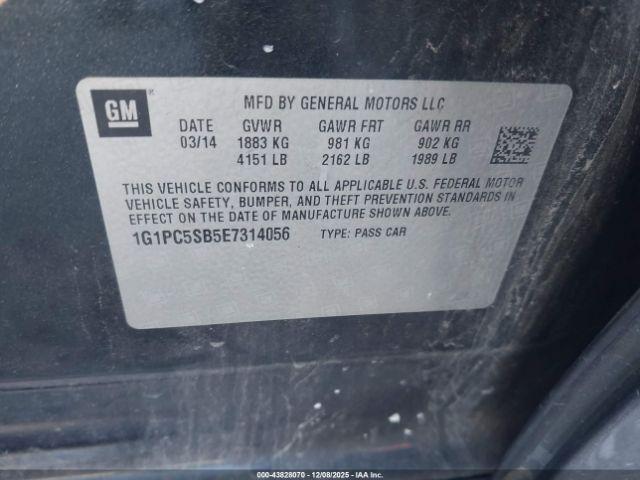 GM
MFD BY GENERAL MOTORS LLC
DATE GVWR GAWR FRT GAWR RR
03/14 1883 KG 981 KG 902 KG
4151 LB 2162 LB 1989 LB
THIS VEHICLE CONFORMS TO ALL APPLICABLE U.S. FEDERAL MOTOR
VEHICLE SAFETY, BUMPER, AND THEFT PREVENTION STANDARDS
IN EFFECT ON THE DATE OF MANUFACTURE SHOWN ABOVE.
1G1PC5SB5E7314056 TYPE: PASS CAR
000-43828070 | 12/08/2025 - IAA Inc.